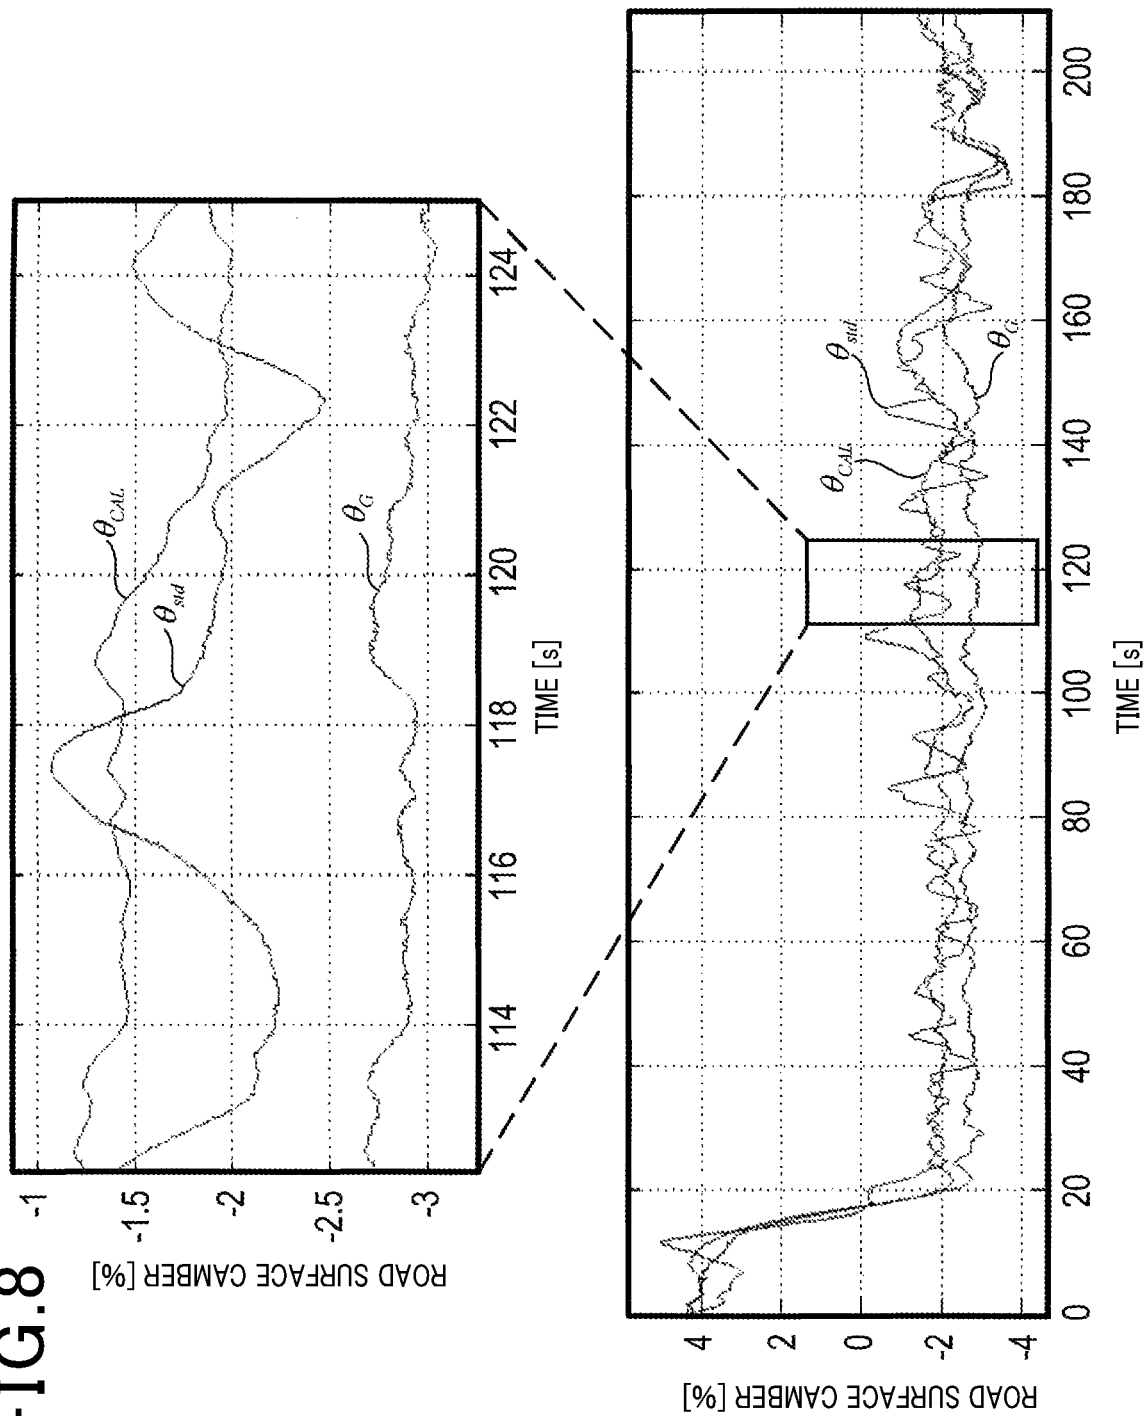 FIG.8
ROAD SURFACE CAMBER [%]
-1
-1.5
-2
-2.5
-3
θCAL
θstd
θG
114
116
118
120
122
124
TIME [s]
ROAD SURFACE CAMBER [%]
4
2
0
-2
-4
θCAL
θstd
θG
0
20
40
60
80
100
120
140
160
180
200
TIME [s]